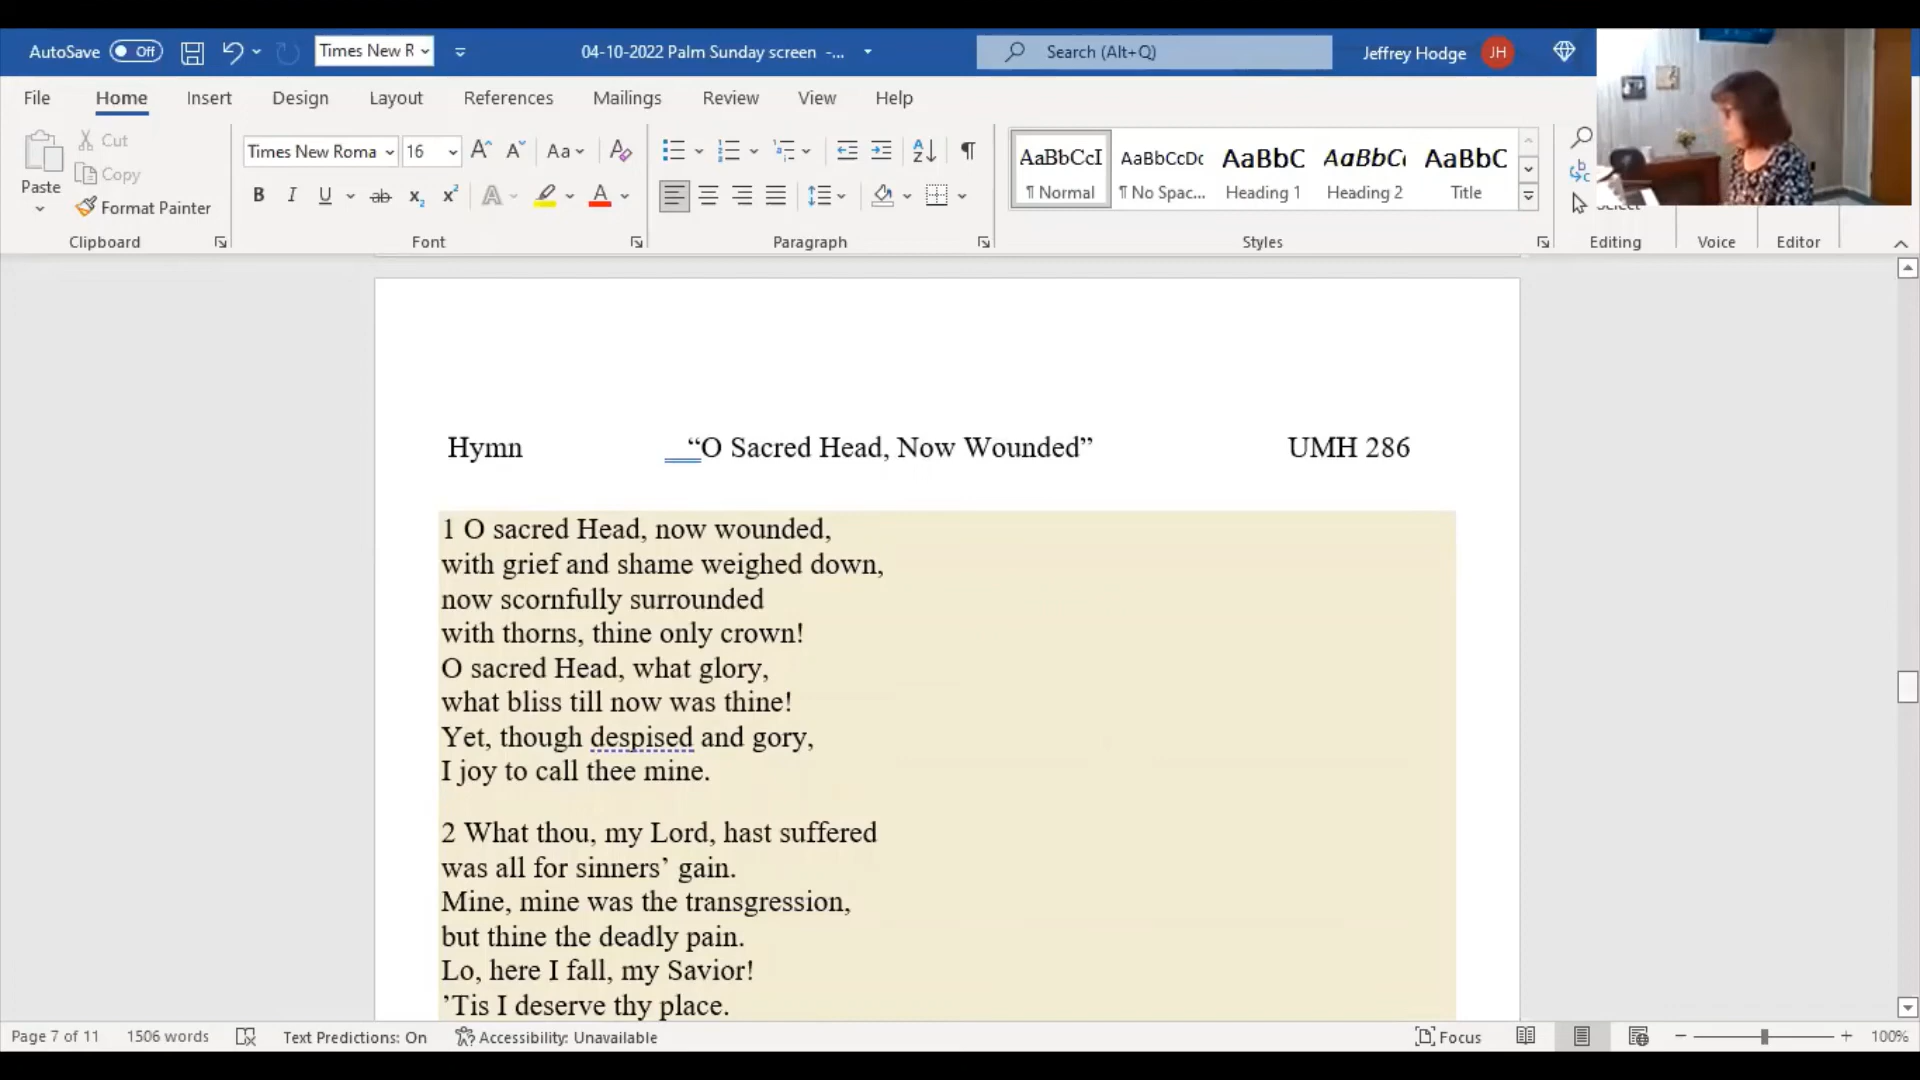 AutoSave Off Times New R 04-10-2022 Palm Sunday screen -... Search (Alt+Q) Jeffrey Hodge JH
File Home Insert Design Layout References Mailings Review View Help
Paste Cut Copy Format Painter
Times New Roma 16 Aa
B I U ab x₂ x² A A
AaBbCcI AaBbCcDc AaBbC AaBbCc AaBbC
¶ Normal ¶ No Spac... Heading 1 Heading 2 Title
Select
Clipboard Font Paragraph Styles Editing Voice Editor
Hymn “O Sacred Head, Now Wounded” UMH 286
1 O sacred Head, now wounded,
with grief and shame weighed down,
now scornfully surrounded
with thorns, thine only crown!
O sacred Head, what glory,
what bliss till now was thine!
Yet, though despised and gory,
I joy to call thee mine.
2 What thou, my Lord, hast suffered
was all for sinners’ gain.
Mine, mine was the transgression,
but thine the deadly pain.
Lo, here I fall, my Savior!
’Tis I deserve thy place.
Page 7 of 11 1506 words Text Predictions: On Accessibility: Unavailable Focus 100%